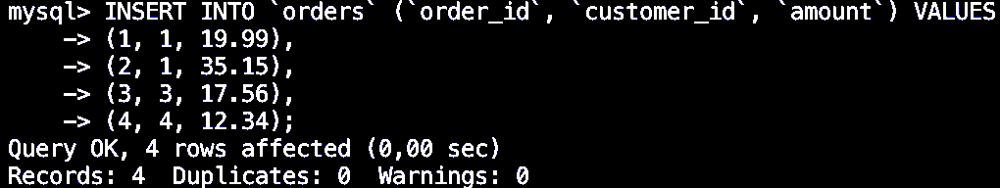 mysql> INSERT INTO `orders` (`order_id`, `customer_id`, `amount`) VALUES
    -> (1, 1, 19.99),
    -> (2, 1, 35.15),
    -> (3, 3, 17.56),
    -> (4, 4, 12.34);
Query OK, 4 rows affected (0,00 sec)
Records: 4  Duplicates: 0  Warnings: 0